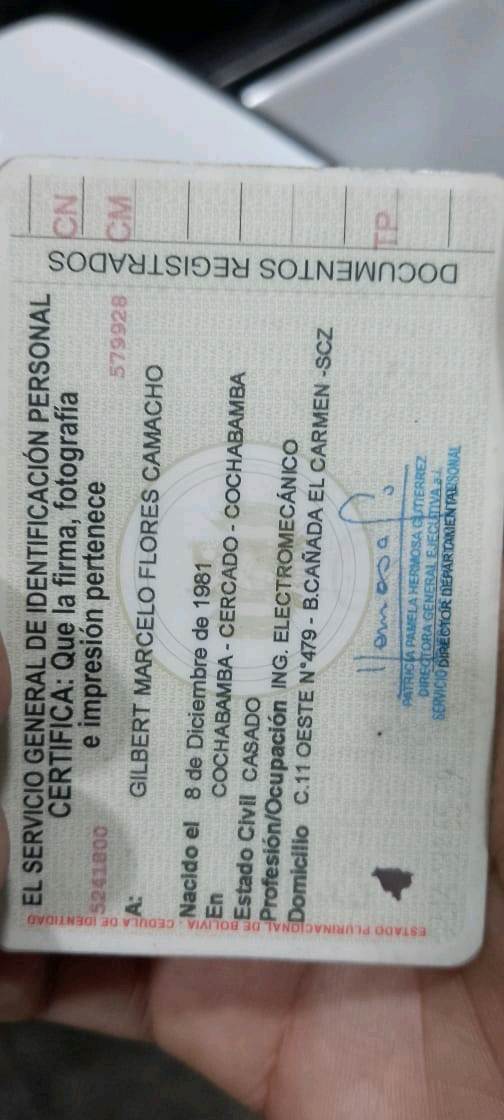 EL SERVICIO GENERAL DE IDENTIFICACIÓN PERSONAL
CERTIFICA: Que la firma, fotografía
e impresión pertenece
5241800
579928
A: GILBERT MARCELO FLORES CAMACHO
Nacido el 8 de Diciembre de 1981
En COCHABAMBA - CERCADO - COCHABAMBA
Estado Civil CASADO
Profesión/Ocupación ING. ELECTROMECÁNICO
Domicilio C.11 OESTE N°479 - B.CAÑADA EL CARMEN -SCZ
PATRICIA PAMELA HERMOSA GUTIERREZ
DIRECTORA GENERAL EJECUTIVA a.i.
SERVICIO
DIRECTOR DEPARTAMENTAL
DOCUMENTOS REGISTRADOS
CN
CM
TP
ESTADO PLURINACIONAL DE BOLIVIA - CEDULA DE IDENTIDAD